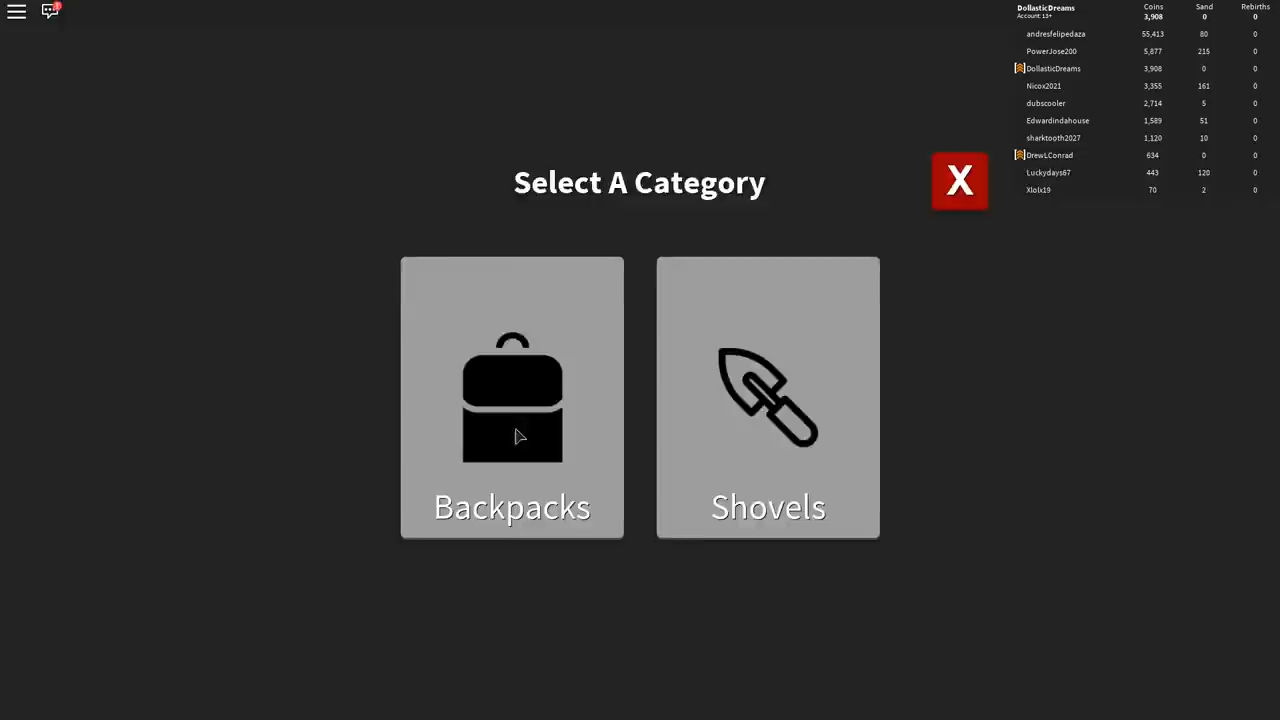 DollasticDreams Coins Sand Rebirths
Account: 13+ 3,908 0 0
andresfelipedaza 55,413 80 0
PowerJose200 5,877 215 0
DollasticDreams 3,908 0 0
Nicox2021 3,355 161 0
dubscooler 2,714 5 0
Edwardindahouse 1,589 51 0
sharktooth2027 1,120 10 0
DrewLConrad 634 0 0
Luckydays67 443 120 0
70 2 0
Select A Category
X
Backpacks
Shovels